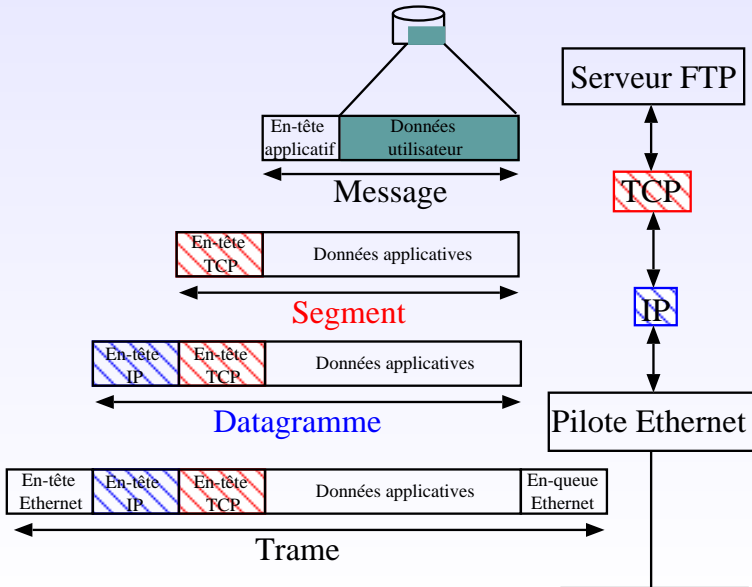 Serveur FTP
En-tête
applicatif
Données
utilisateur
Message
TCP
En-tête
TCP
Données applicatives
Segment
IP
En-tête
IP
En-tête
TCP
Données applicatives
Datagramme
Pilote Ethernet
En-tête
Ethernet
En-tête
IP
En-tête
TCP
Données applicatives
En-queue
Ethernet
Trame